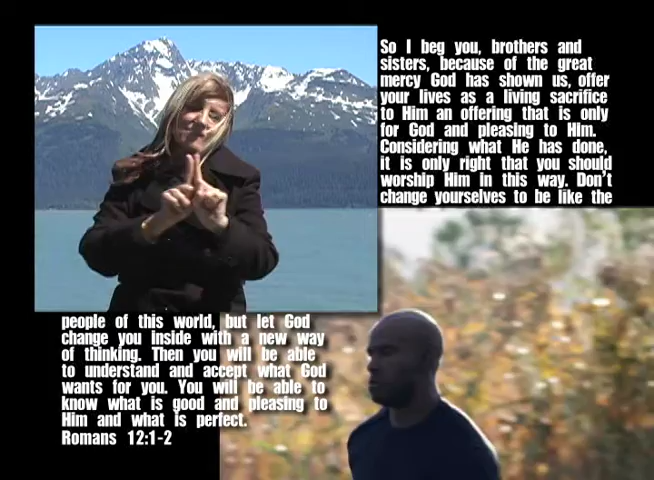 So I beg you, brothers and
sisters, because of the great
mercy God has shown us, offer
your lives as a living sacrifice
to Him an offering that is only
for God and pleasing to Him.
Considering what He has done,
it is only right that you should
worship Him in this way. Don't
change yourselves to be like the
people of this world, but let God
change you inside with a new way
of thinking. Then you will be able
to understand and accept what God
wants for you. You will be able to
know what is good and pleasing to
Him and what is perfect.
Romans 12:1-2